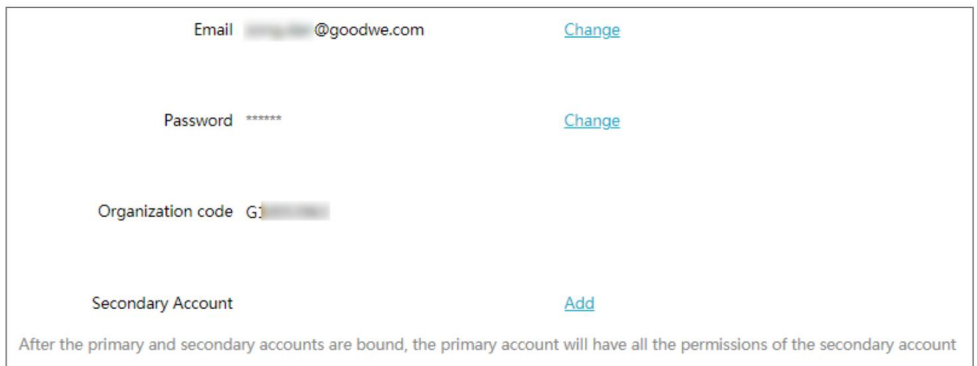 Email @goodwe.com Change
Password ****** Change
Organization code G1
Secondary Account Add
After the primary and secondary accounts are bound, the primary account will have all the permissions of the secondary account